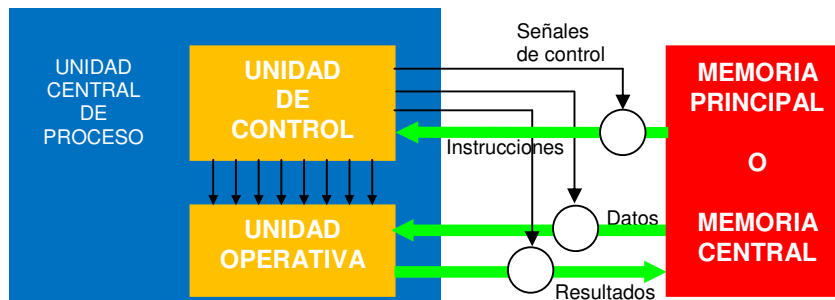 UNIDAD
CENTRAL
DE
PROCESO
UNIDAD
DE
CONTROL
Señales
de control
MEMORIA
PRINCIPAL
O
MEMORIA
CENTRAL
Instrucciones
UNIDAD
OPERATIVA
Datos
Resultados